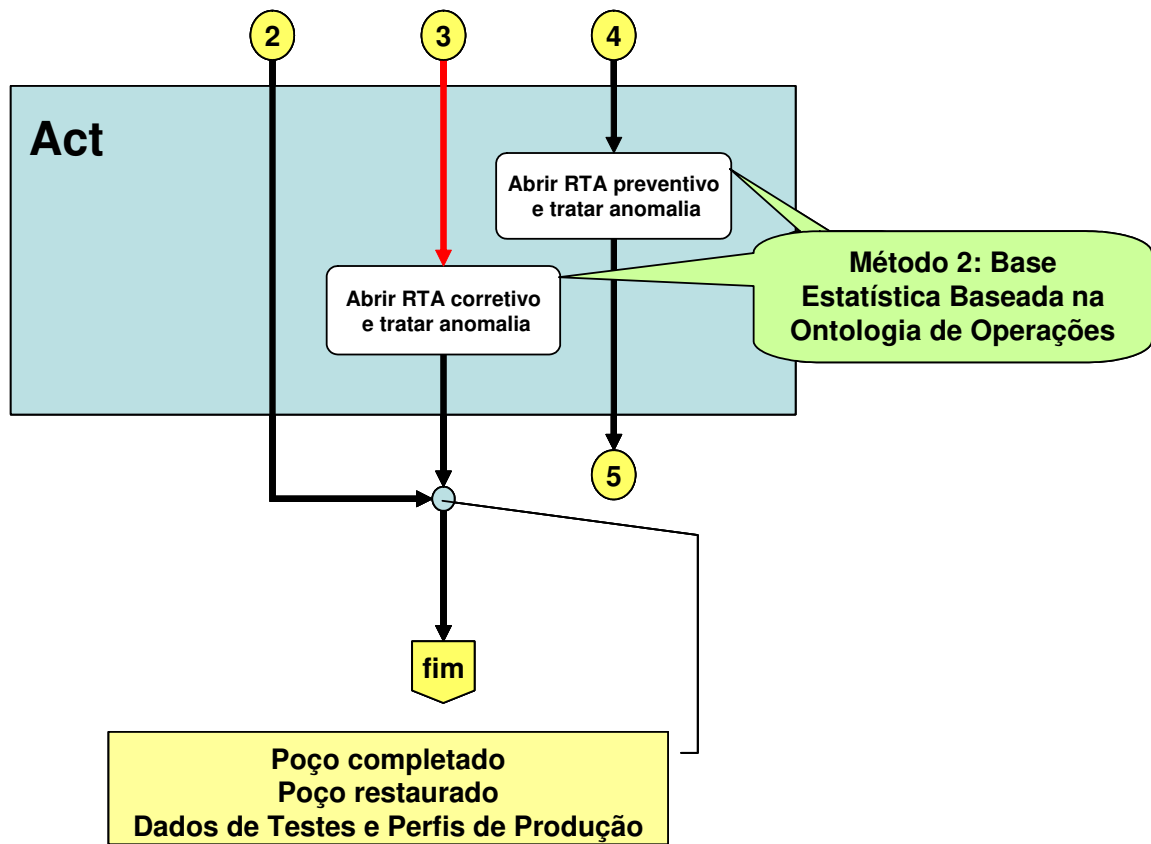 2
3
4
Act
Abrir RTA preventivo
e tratar anomalia
Método 2: Base
Estatística Baseada na
Ontologia de Operações
Abrir RTA corretivo
e tratar anomalia
5
fim
Poço completado
Poço restaurado
Dados de Testes e Perfis de Produção